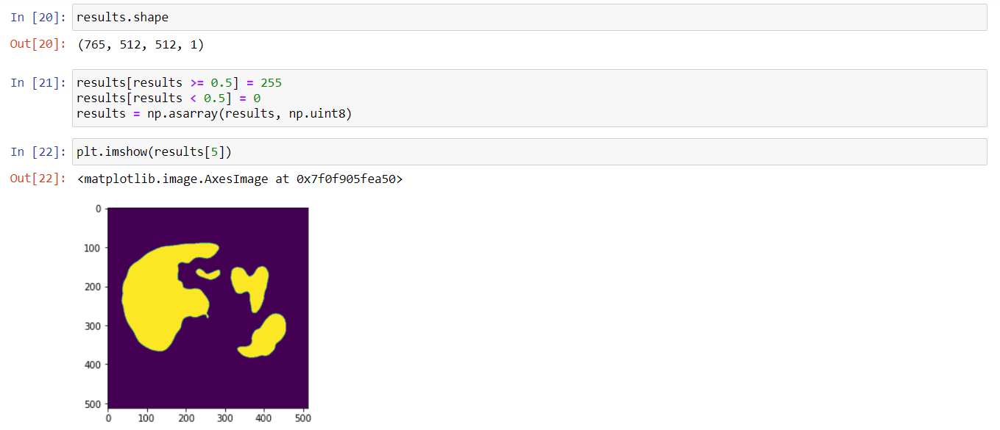 In [20]: results.shape
Out[20]: (765, 512, 512, 1)
In [21]: results[results >= 0.5] = 255
results[results < 0.5] = 0
results = np.asarray(results, np.uint8)
In [22]: plt.imshow(results[5])
Out[22]: <matplotlib.image.AxesImage at 0x7f0f905fea50>
0
100
200
300
400
500
0 100 200 300 400 500